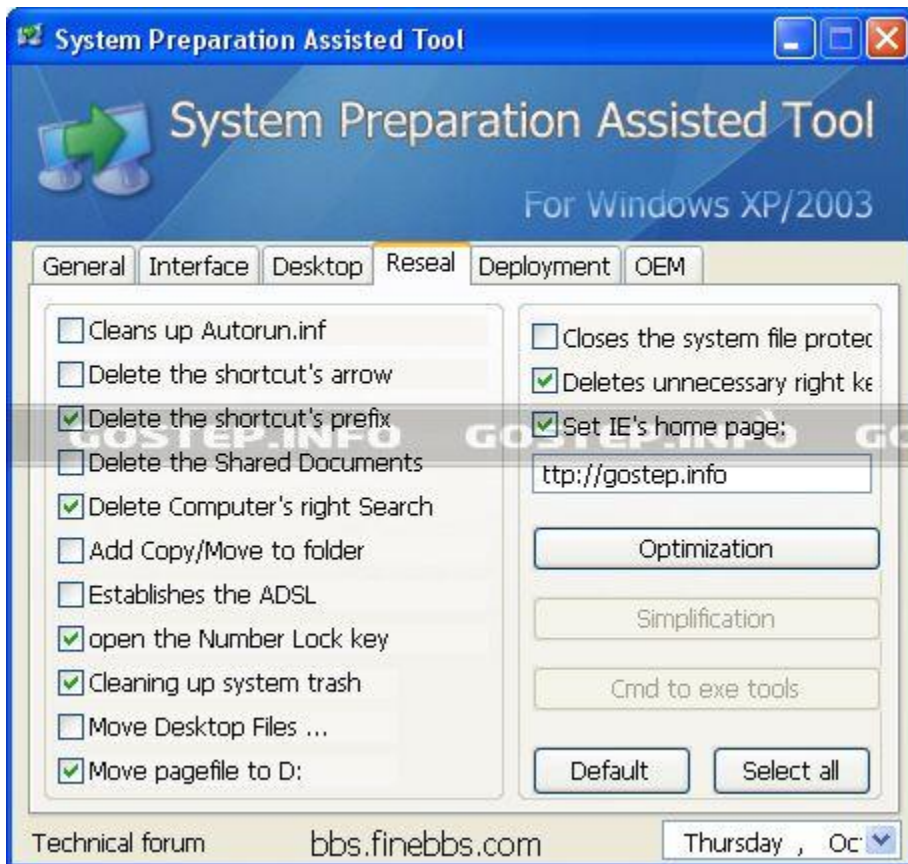 System Preparation Assisted Tool
System Preparation Assisted Tool
For Windows XP/2003
General Interface Desktop Reseal Deployment OEM
Cleans up Autorun.inf
Delete the shortcut's arrow
Delete the shortcut's prefix
Delete the Shared Documents
Delete Computer's right Search
Add Copy/Move to folder
Establishes the ADSL
open the Number Lock key
Cleaning up system trash
Move Desktop Files ...
Move pagefile to D:
Closes the system file protec
Deletes unnecessary right ke
Set IE's home page:
ttp://gostep.info
Optimization
Simplification
Cmd to exe tools
Default Select all
GOSTEP.INFO GOSTEP.INFO GO
Technical forum bbs.finebbs.com Thursday , Oc